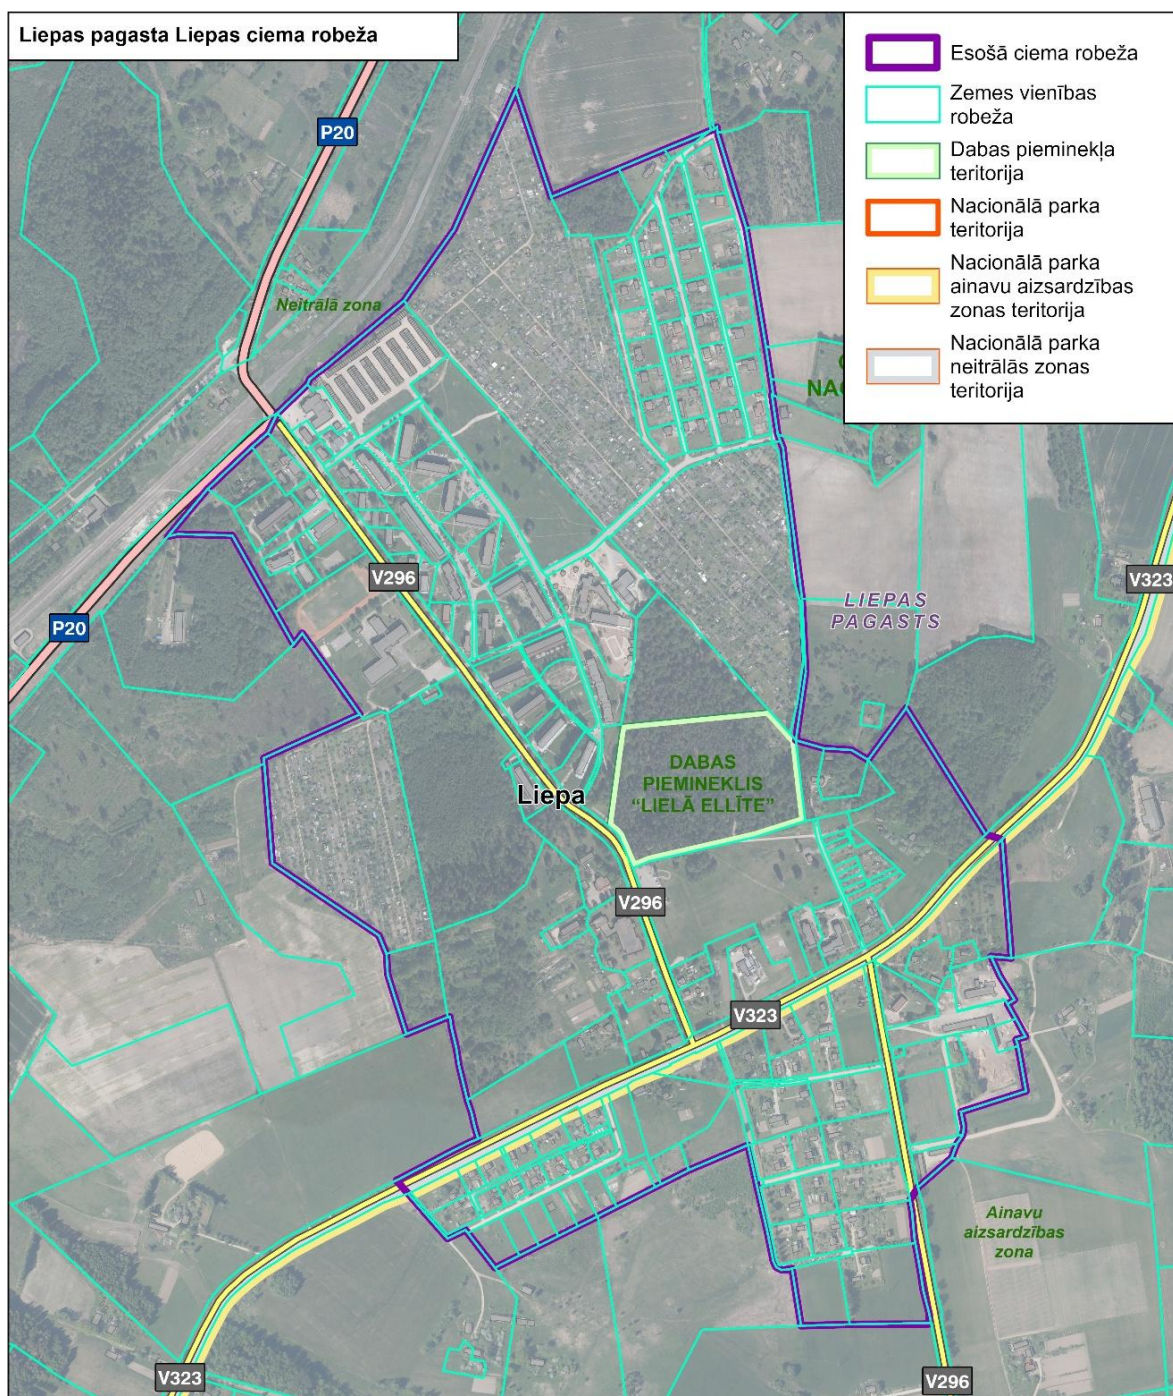 Liepas pagasta Liepas ciema robeža
Esošā ciema robeža
Zemes vienības
robeža
Dabas pieminekļa
teritorija
Nacionālā parka
teritorija
Nacionālā parka
ainavu aizsardzības
zonas teritorija
Nacionālā parka
neitrālās zonas
teritorija
P20
Neitrālā zona
V296
V323
P20
LIEPAS
PAGASTS
DABAS
PIEMINEKLIS
“LIELĀ ELLĪTE”
Liepa
V296
V323
Ainavu
aizsardzības
zona
V323
V296